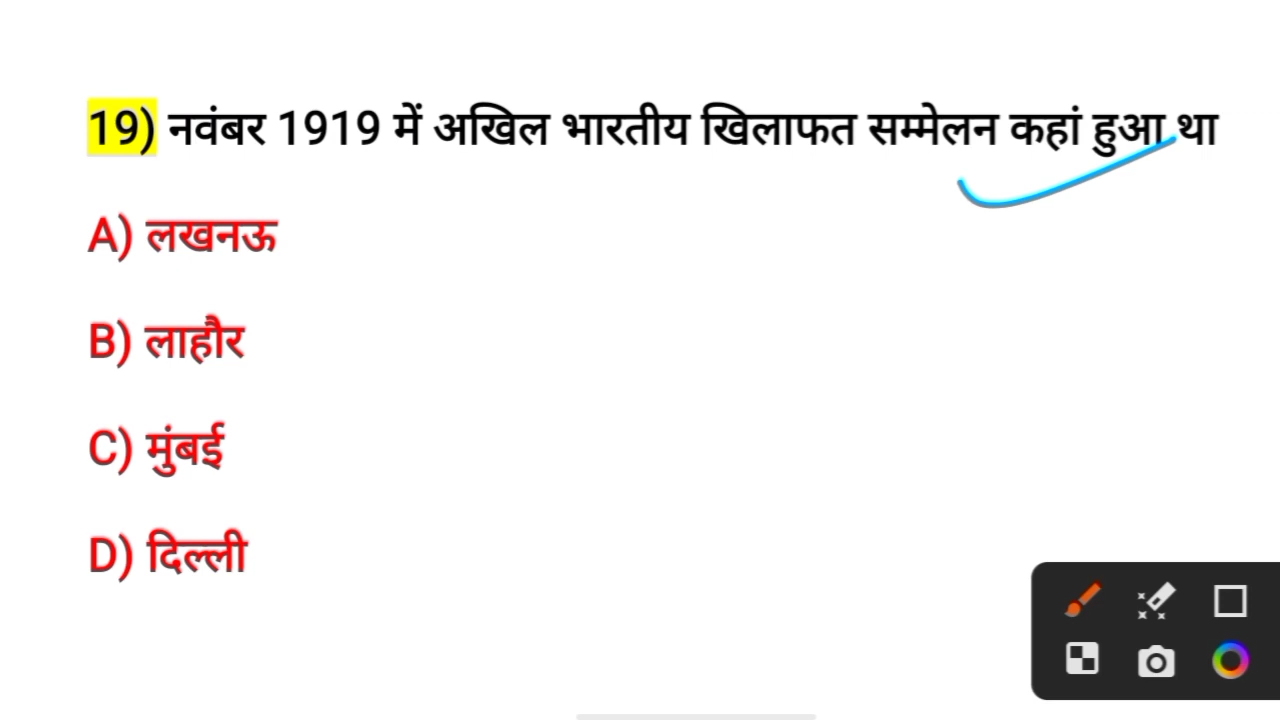 19) नवंबर 1919 में अखिल भारतीय खिलाफत सम्मेलन कहां हुआ था
A) लखनऊ
B) लाहौर
C) मुंबई
D) दिल्ली